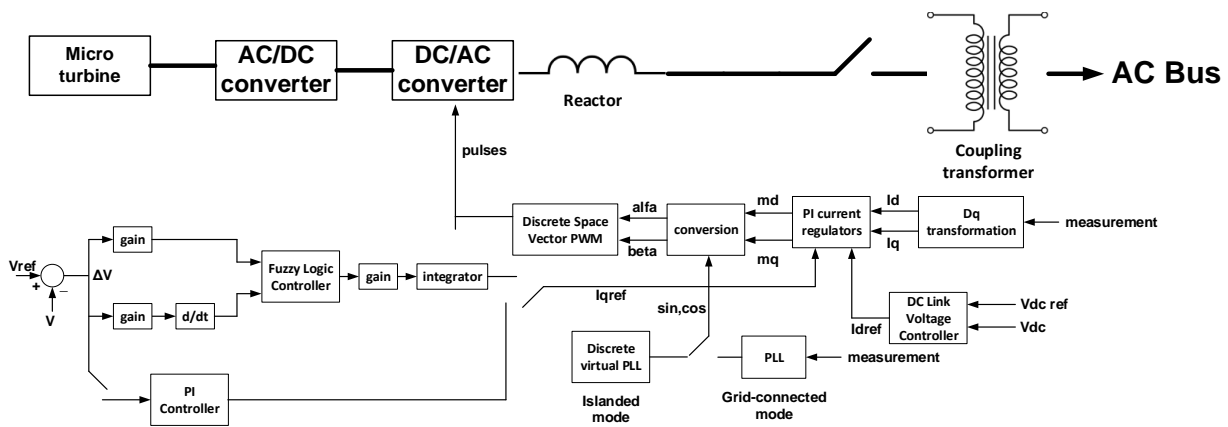 Micro
turbine
AC/DC
converter
DC/AC
converter
Reactor
AC Bus
Coupling
transformer
pulses
Discrete Space
Vector PWM
alfa
beta
conversion
md
mq
PI current
regulators
Id
Iq
Dq
transformation
measurement
gain
Vref
+
−
V
ΔV
Fuzzy Logic
Controller
gain
integrator
gain
d/dt
Iqref
sin,cos
Idref
DC Link
Voltage
Controller
Vdc ref
Vdc
Discrete
virtual PLL
PLL
measurement
Islanded
mode
Grid-connected
mode
PI
Controller